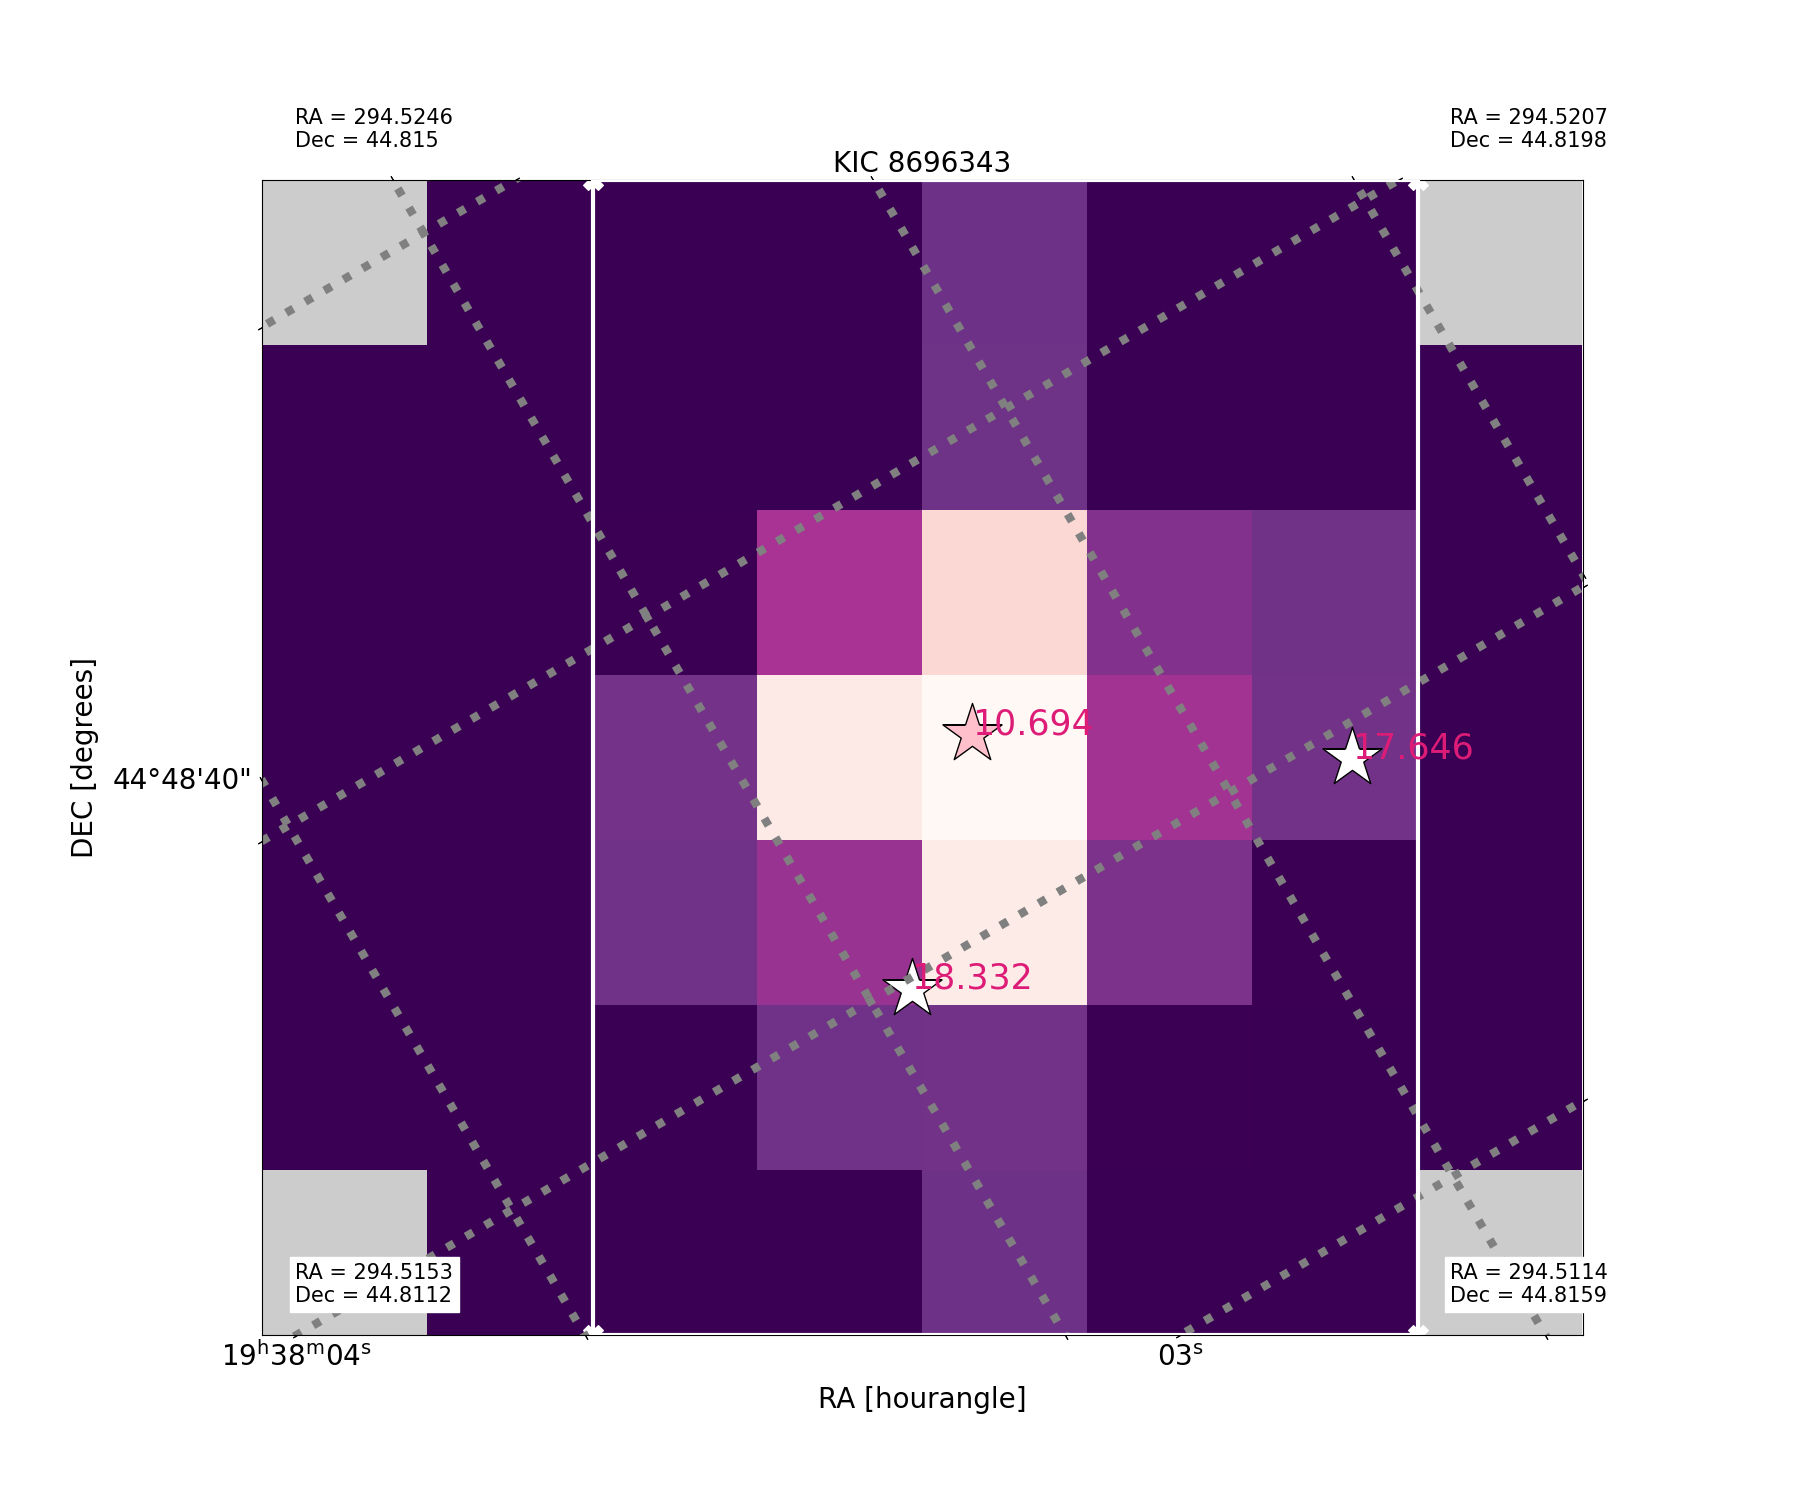 RA = 294.5246
Dec = 44.815
RA = 294.5207
Dec = 44.8198
KIC 8696343
10.694
17.646
DEC [degrees]
44°48'40"
18.332
RA = 294.5153
Dec = 44.8112
RA = 294.5114
Dec = 44.8159
19ʰ38ᵐ04ˢ
03ˢ
RA [hourangle]